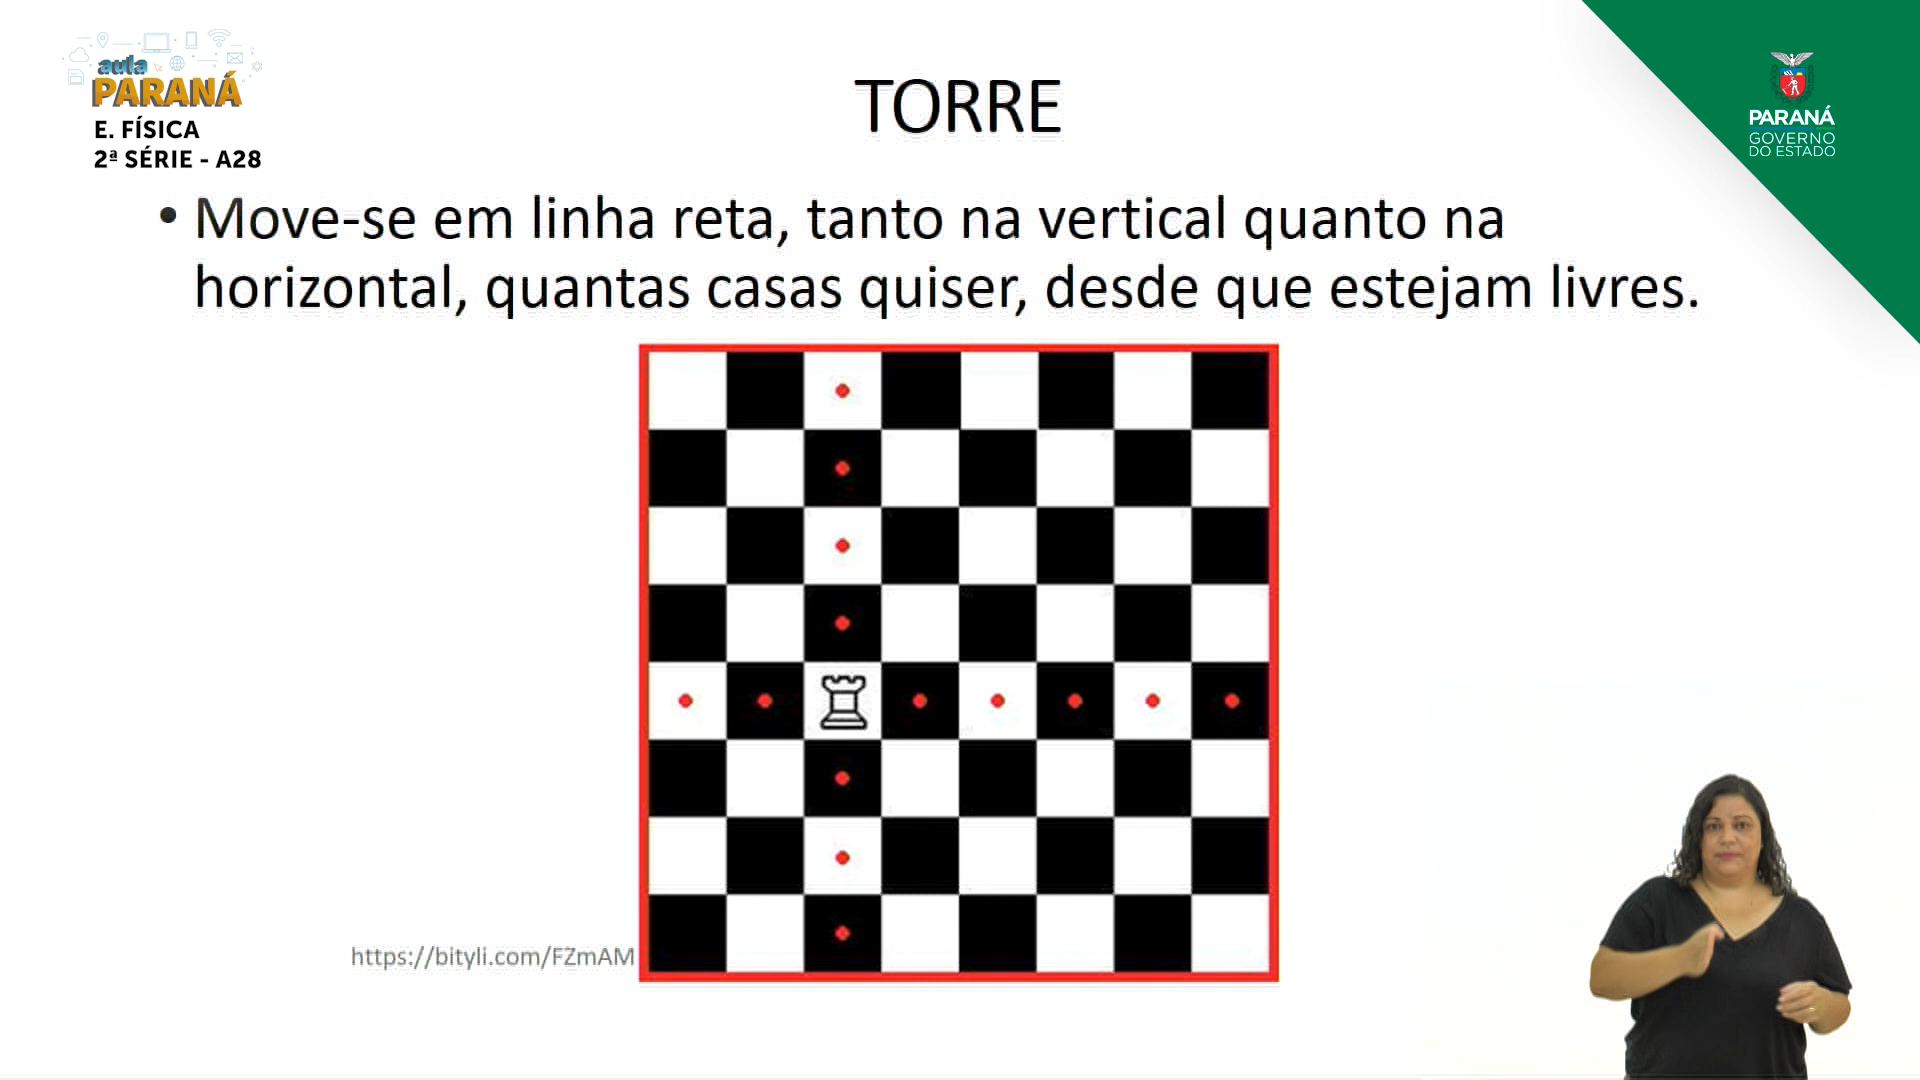 aula
PARANÁ
E. FÍSICA
2ª SÉRIE - A28
TORRE
PARANÁ
GOVERNO
DO ESTADO
• Move-se em linha reta, tanto na vertical quanto na
horizontal, quantas casas quiser, desde que estejam livres.
https://bityli.com/FZmAM